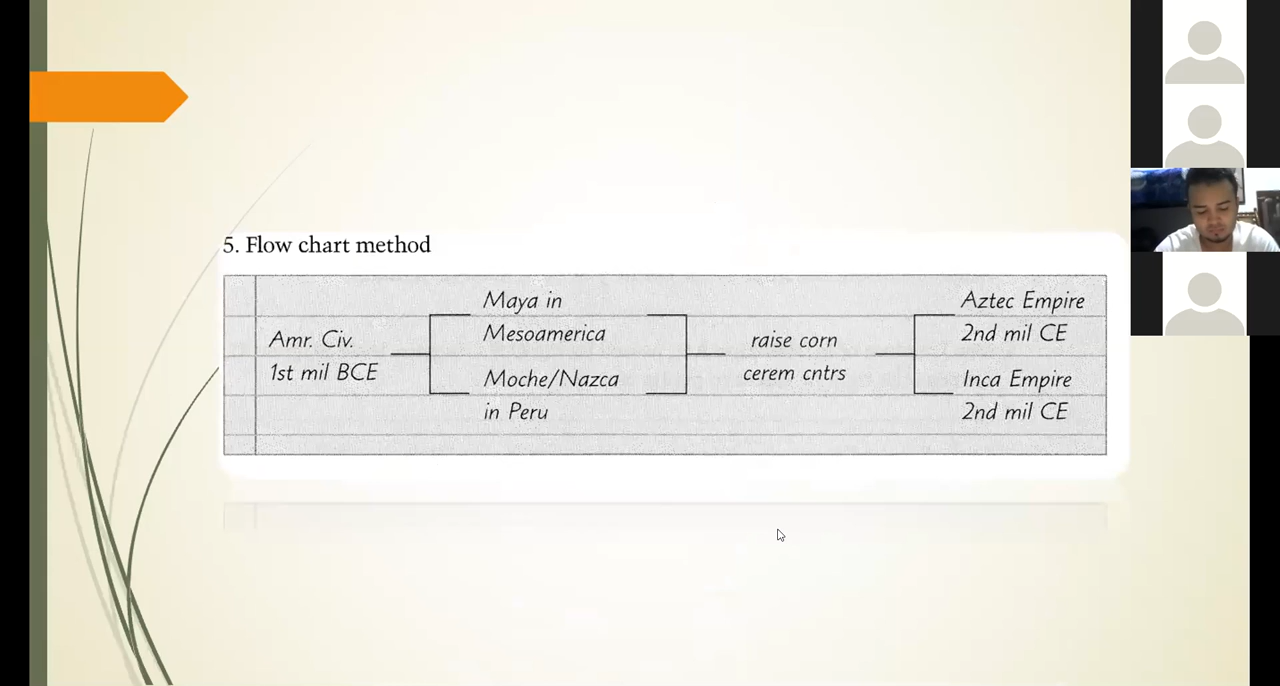 5. Flow chart method
Amr. Civ.
1st mil BCE
Maya in
Mesoamerica
Moche/Nazca
in Peru
raise corn
cerem cntrs
Aztec Empire
2nd mil CE
Inca Empire
2nd mil CE